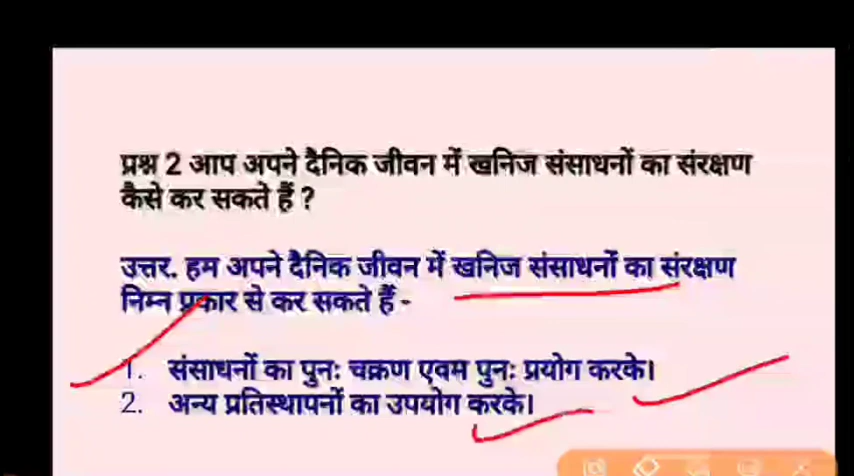 प्रश्न 2 आप अपने दैनिक जीवन में खनिज संसाधनों का संरक्षण
कैसे कर सकते हैं ?
उत्तर. हम अपने दैनिक जीवन में खनिज संसाधनों का संरक्षण
निम्न प्रकार से कर सकते हैं -
1. संसाधनों का पुनः चक्रण एवम पुनः प्रयोग करके।
2. अन्य प्रतिस्थापनों का उपयोग करके।